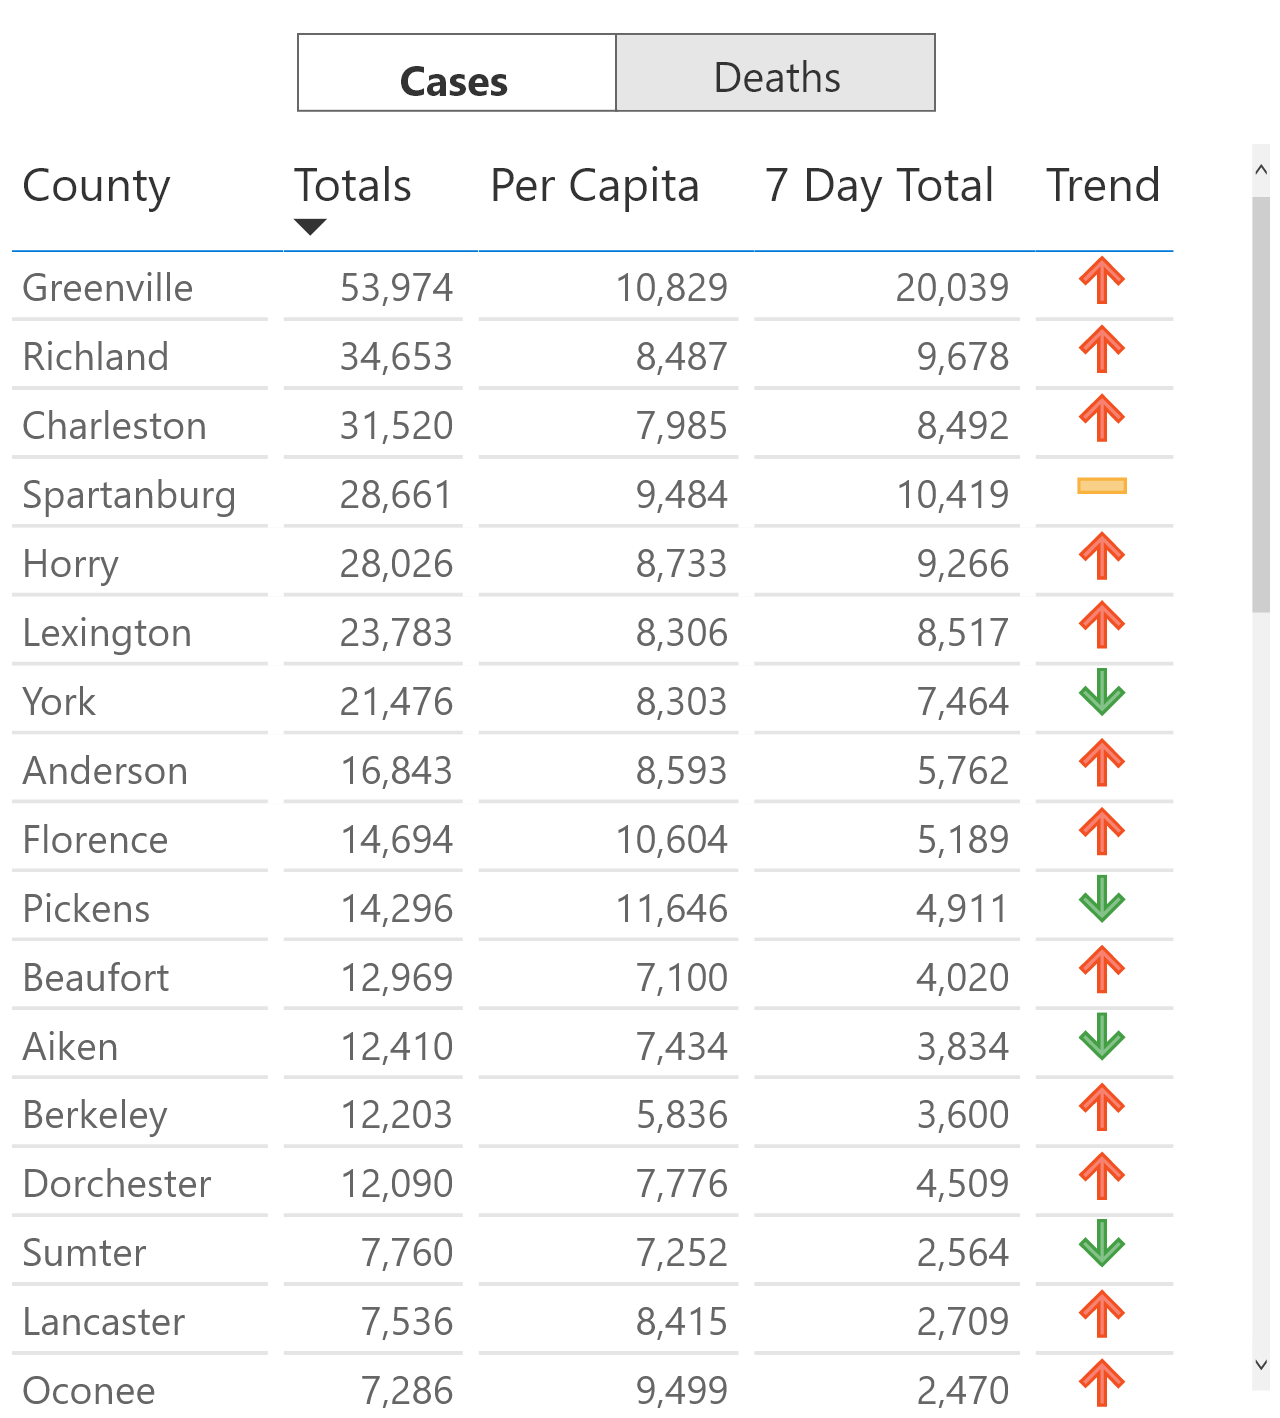 Cases Deaths
County Totals Per Capita 7 Day Total Trend
Greenville 53,974 10,829 20,039
Richland 34,653 8,487 9,678
Charleston 31,520 7,985 8,492
Spartanburg 28,661 9,484 10,419
Horry 28,026 8,733 9,266
Lexington 23,783 8,306 8,517
York 21,476 8,303 7,464
Anderson 16,843 8,593 5,762
Florence 14,694 10,604 5,189
Pickens 14,296 11,646 4,911
Beaufort 12,969 7,100 4,020
Aiken 12,410 7,434 3,834
Berkeley 12,203 5,836 3,600
Dorchester 12,090 7,776 4,509
Sumter 7,760 7,252 2,564
Lancaster 7,536 8,415 2,709
Oconee 7,286 9,499 2,470